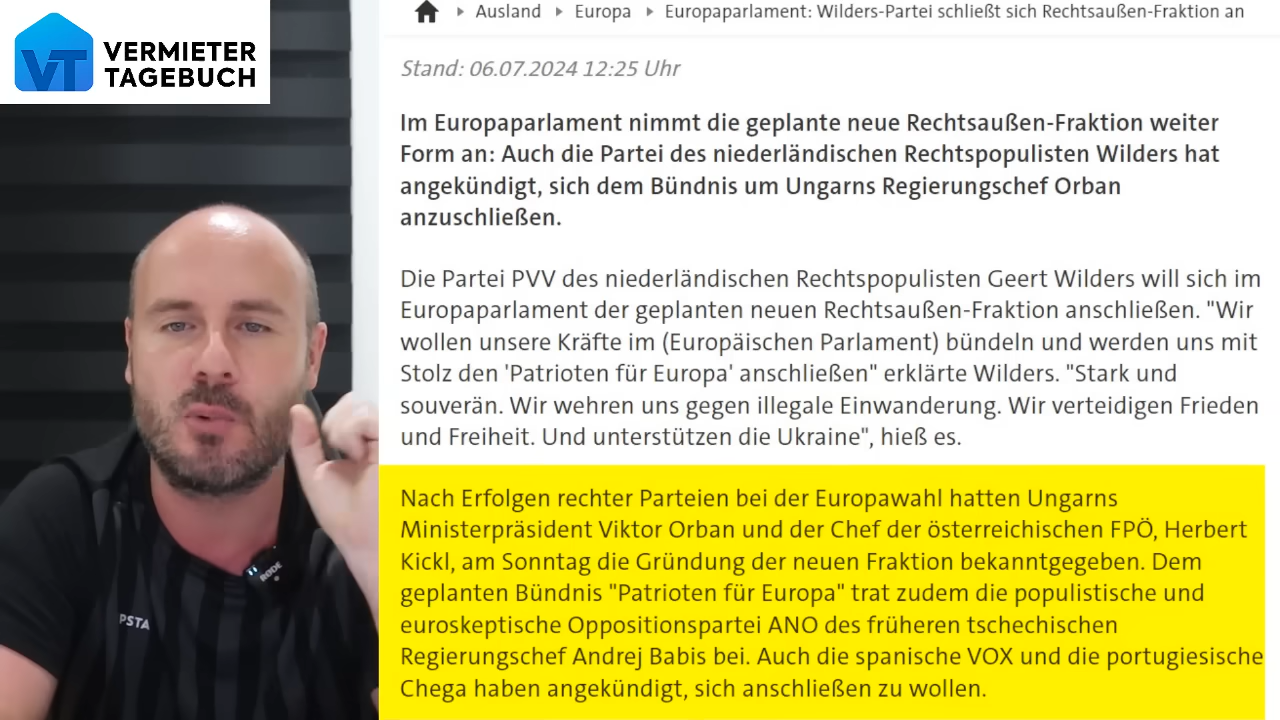 VT VERMIETER
TAGEBUCH
Ausland Europa Europaparlament: Wilders-Partei schließt sich Rechtsaußen-Fraktion an
Stand: 06.07.2024 12:25 Uhr
Im Europaparlament nimmt die geplante neue Rechtsaußen-Fraktion weiter
Form an: Auch die Partei des niederländischen Rechtspopulisten Wilders hat
angekündigt, sich dem Bündnis um Ungarns Regierungschef Orban
anzuschließen.
Die Partei PVV des niederländischen Rechtspopulisten Geert Wilders will sich im
Europaparlament der geplanten neuen Rechtsaußen-Fraktion anschließen. "Wir
wollen unsere Kräfte im (Europäischen Parlament) bündeln und werden uns mit
Stolz den 'Patrioten für Europa' anschließen" erklärte Wilders. "Stark und
souverän. Wir wehren uns gegen illegale Einwanderung. Wir verteidigen Frieden
und Freiheit. Und unterstützen die Ukraine", hieß es.
Nach Erfolgen rechter Parteien bei der Europawahl hatten Ungarns
Ministerpräsident Viktor Orban und der Chef der österreichischen FPÖ, Herbert
Kickl, am Sonntag die Gründung der neuen Fraktion bekanntgegeben. Dem
geplanten Bündnis "Patrioten für Europa" trat zudem die populistische und
euroskeptische Oppositionspartei ANO des früheren tschechischen
Regierungschef Andrej Babis bei. Auch die spanische VOX und die portugiesische
Chega haben angekündigt, sich anschließen zu wollen.
RØDE
PSTA